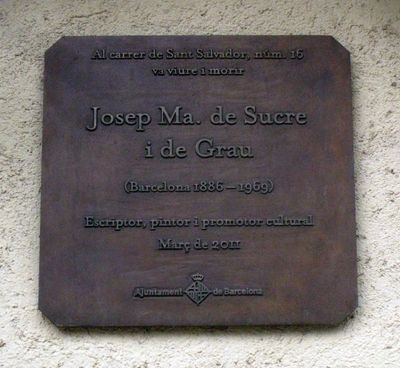 Al carrer de Sant Salvador, núm. 16
va viure i morir
Josep Ma. de Sucre
i de Grau
(Barcelona 1886 – 1969)
Escriptor, pintor i promotor cultural
Març de 2011
Ajuntament de Barcelona